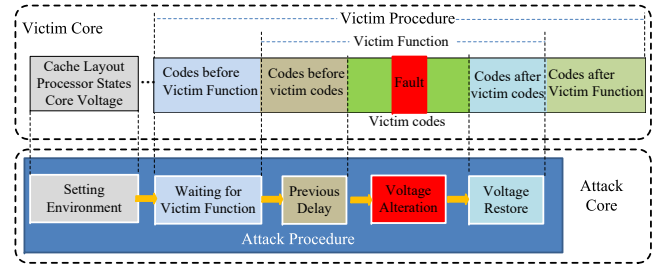 Victim Core
Victim Procedure
Victim Function
Cache Layout
Processor States
Core Voltage
Codes before
Victim Function
Codes before
victim codes
Fault
Victim codes
Codes after
victim codes
Codes after
Victim Function
Setting
Environment
Waiting for
Victim Function
Previous
Delay
Voltage
Alteration
Voltage
Restore
Attack
Core
Attack Procedure